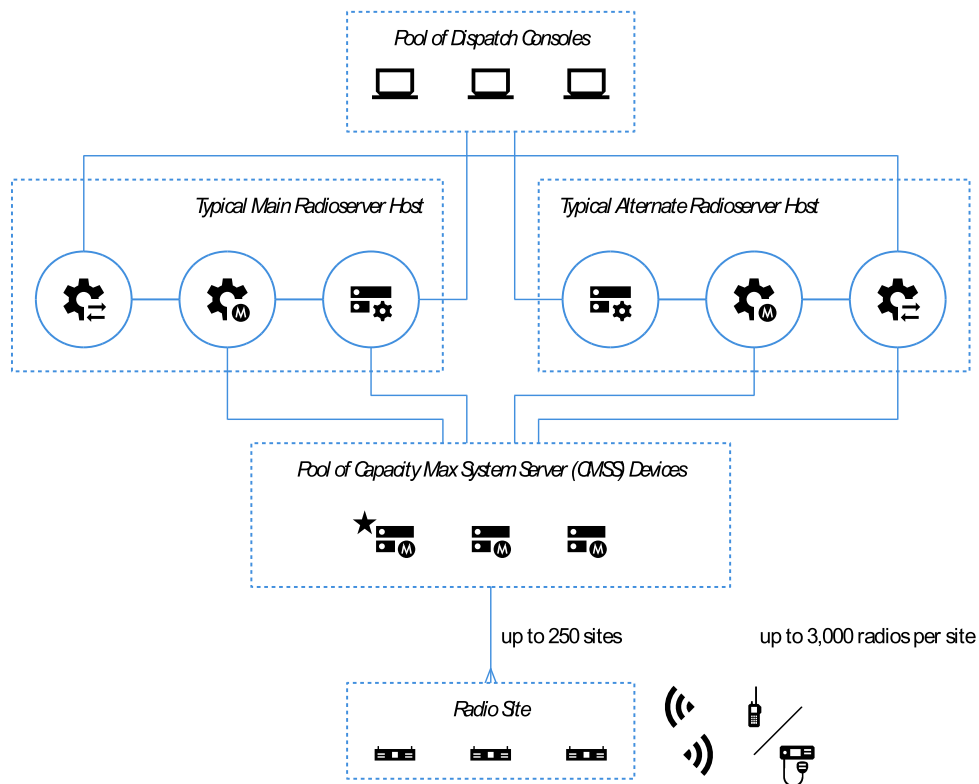 Pool of Dispatch Consoles
Typical Main Radioserver Host
Typical Alternate Radioserver Host
M
M
Pool of Capacity Max System Server (CMSS) Devices
M
M
M
up to 250 sites
up to 3,000 radios per site
Radio Site